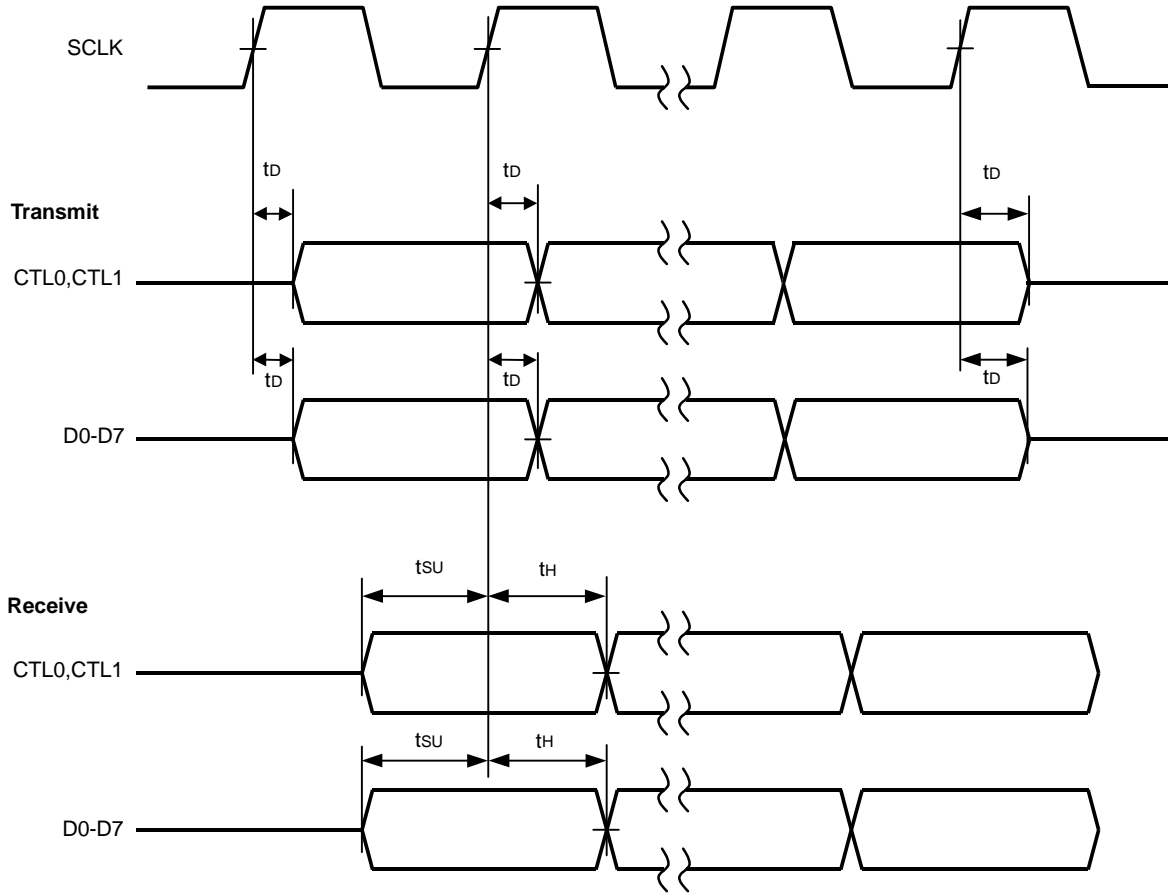 SCLK
tD tD tD
Transmit
CTL0,CTL1
tD tD tD
D0-D7
tSU tH
Receive
CTL0,CTL1
tSU tH
D0-D7